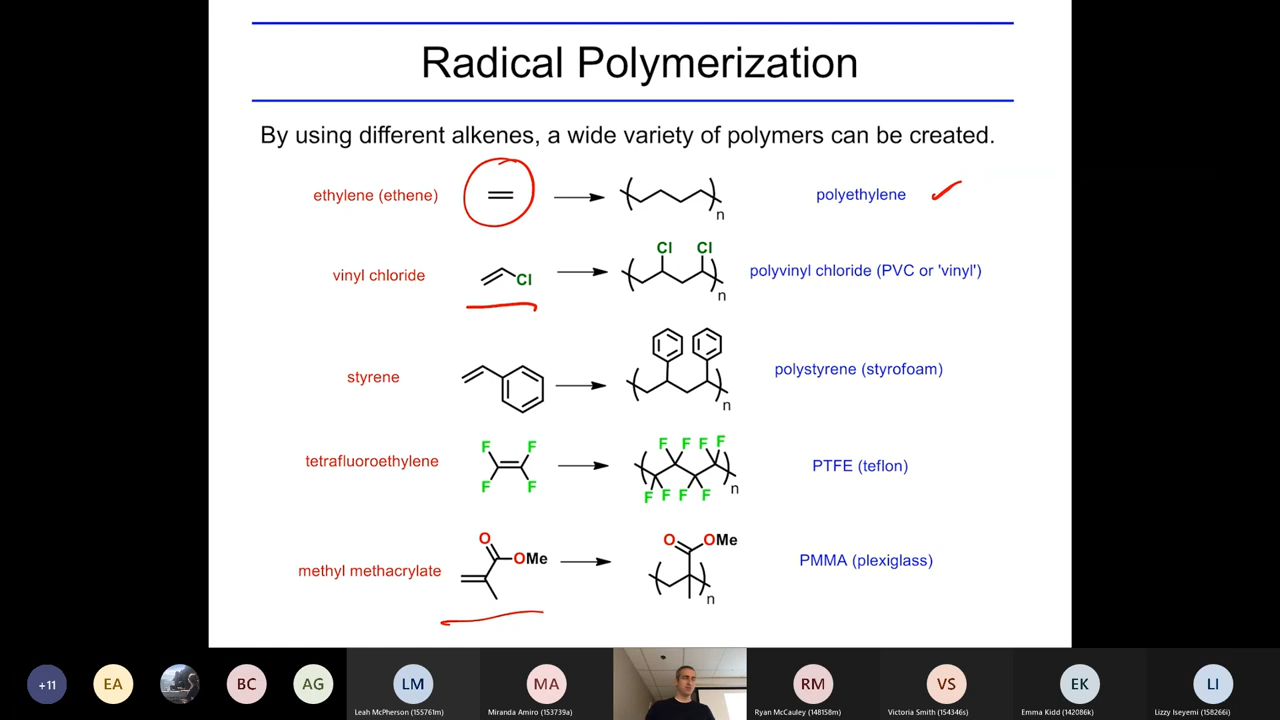 Radical Polymerization
By using different alkenes, a wide variety of polymers can be created.
ethylene (ethene)
n
polyethylene
vinyl chloride
Cl
Cl Cl
n
polyvinyl chloride (PVC or 'vinyl')
styrene
n
polystyrene (styrofoam)
tetrafluoroethylene
F F
F F
F F F F
F F F F
n
PTFE (teflon)
methyl methacrylate
O
OMe
O OMe
n
PMMA (plexiglass)
+11
EA
BC
AG
LM
Leah McPherson (155761m)
MA
Miranda Amiro (153739a)
RM
Ryan McCauley (148158m)
VS
Victoria Smith (154346s)
EK
Emma Kidd (142086k)
LI
Lizzy Iseyemi (158266i)